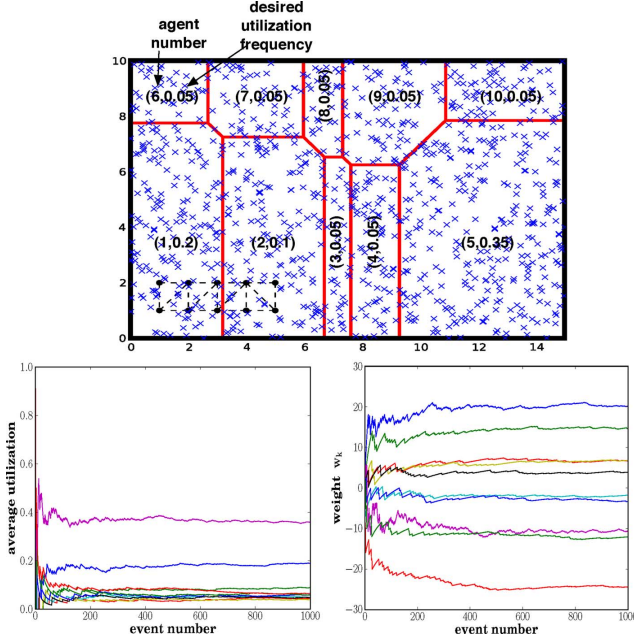 agent
number
desired
utilization
frequency
10
8
6
4
2
0
(6,0.05)
(7,0.05)
(8,0.05)
(9,0.05)
(10,0.05)
(1,0.2)
(2,0.1)
(3,0.05)
(4,0.05)
(5,0.35)
0 2 4 6 8 10 12 14
average utilization
1.0
0.8
0.6
0.4
0.2
0.0
0 200 400 600 800 1000
event number
weight wk
30
20
10
0
−10
−20
−30
0 200 400 600 800 1000
event number